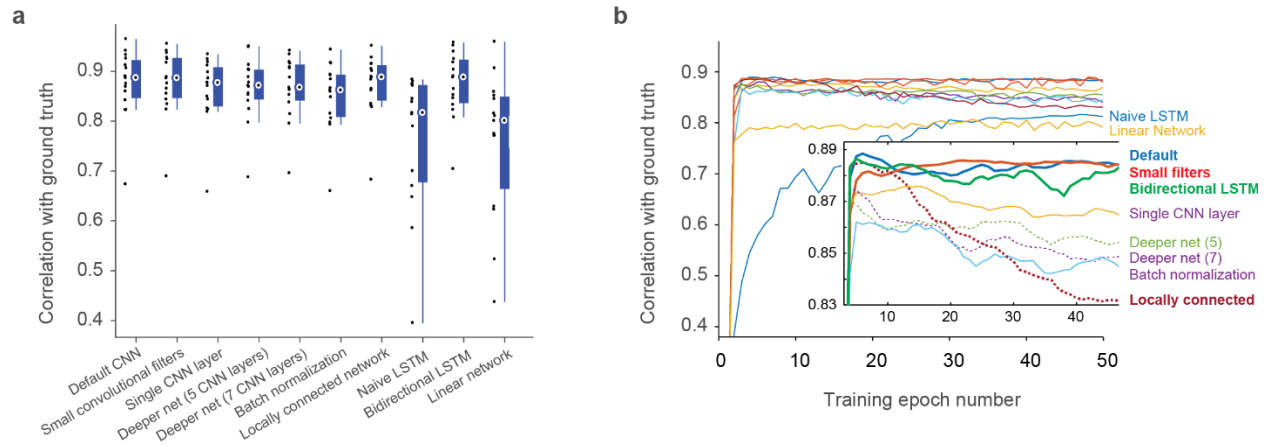 a
Correlation with ground truth
0.9
0.8
0.7
0.6
0.5
0.4
Default CNN
Small convolutional filters
Single CNN layer
Deeper net (5 CNN layers)
Deeper net (7 CNN layers)
Batch normalization
Locally connected network
Naive LSTM
Bidirectional LSTM
Linear network
b
Correlation with ground truth
0.9
0.8
0.7
0.6
0.5
0.4
0 10 20 30 40 50
Training epoch number
Naive LSTM
Linear Network
0.89
0.87
0.85
0.83
10 20 30 40
Default
Small filters
Bidirectional LSTM
Single CNN layer
Deeper net (5)
Deeper net (7)
Batch normalization
Locally connected